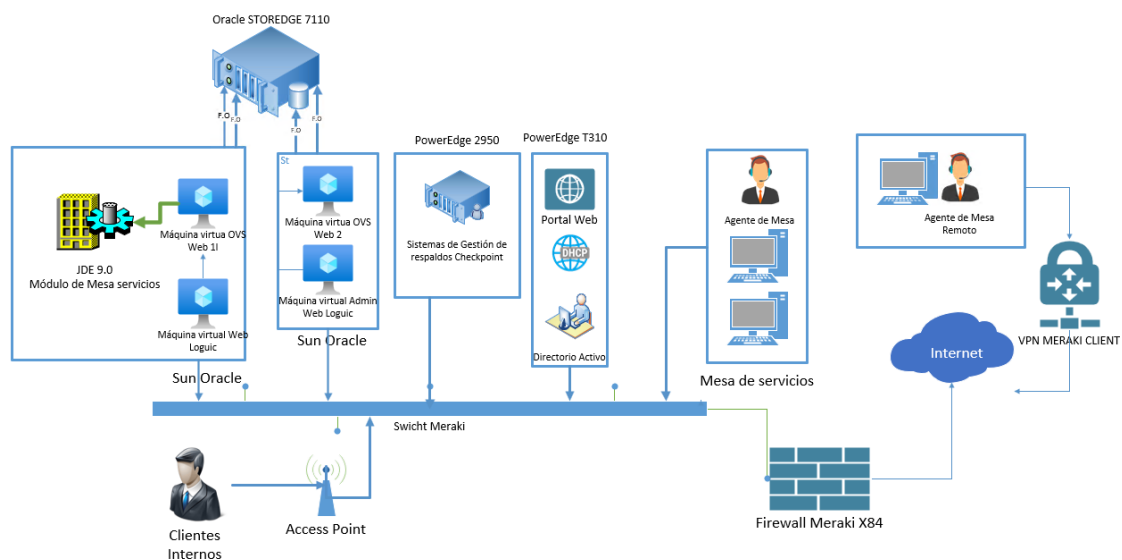 Oracle STOREDGE 7110
F.O
F.O
F.O
F.O
St
Máquina virtua OVS
Web 1l
JDE 9.0
Módulo de Mesa servicios
Máquina virtual Web
Loguic
Sun Oracle
Máquina virtua OVS
Web 2
Máquina virtual Admin
Web Loguic
Sun Oracle
PowerEdge 2950
Sistemas de Gestión de
respaldos Checkpoint
PowerEdge T310
Portal Web
DHCP
Directorio Activo
Agente de Mesa
Mesa de servicios
Agente de Mesa
Remoto
VPN MERAKI CLIENT
Internet
Swicht Meraki
Clientes
Internos
Access Point
Firewall Meraki X84